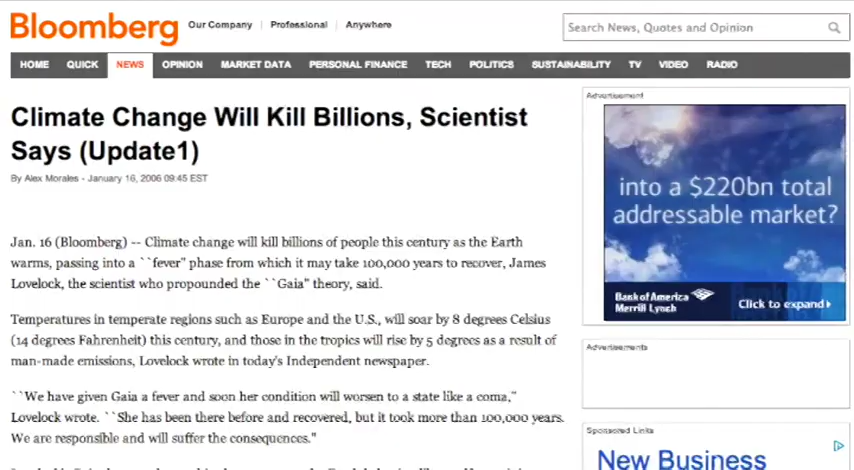 Bloomberg
Our Company | Professional | Anywhere
Search News, Quotes and Opinion
HOME QUICK NEWS OPINION MARKET DATA PERSONAL FINANCE TECH POLITICS SUSTAINABILITY TV VIDEO RADIO
Climate Change Will Kill Billions, Scientist
Says (Update1)
By Alex Morales - January 16, 2006 09:45 EST
Jan. 16 (Bloomberg) -- Climate change will kill billions of people this century as the Earth
warms, passing into a ``fever'' phase from which it may take 100,000 years to recover, James
Lovelock, the scientist who propounded the ``Gaia'' theory, said.
Temperatures in temperate regions such as Europe and the U.S., will soar by 8 degrees Celsius
(14 degrees Fahrenheit) this century, and those in the tropics will rise by 5 degrees as a result of
man-made emissions, Lovelock wrote in today's Independent newspaper.
``We have given Gaia a fever and soon her condition will worsen to a state like a coma,''
Lovelock wrote. ``She has been there before and recovered, but it took more than 100,000 years.
We are responsible and will suffer the consequences.''
Advertisement
into a $220bn total
addressable market?
Bank of America
Merrill Lynch
Click to expand
Advertisements
Sponsored Links
New Business